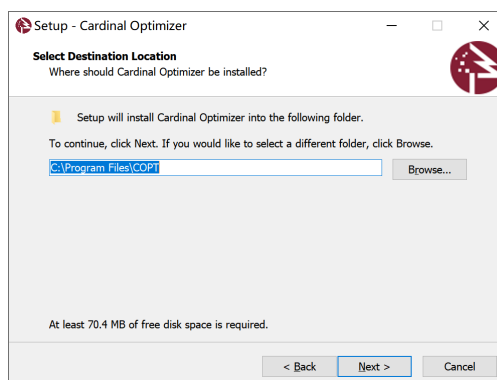 Setup - Cardinal Optimizer
Select Destination Location
Where should Cardinal Optimizer be installed?
Setup will install Cardinal Optimizer into the following folder.
To continue, click Next. If you would like to select a different folder, click Browse.
C:\Program Files\COPT
Browse...
At least 70.4 MB of free disk space is required.
< Back Next > Cancel